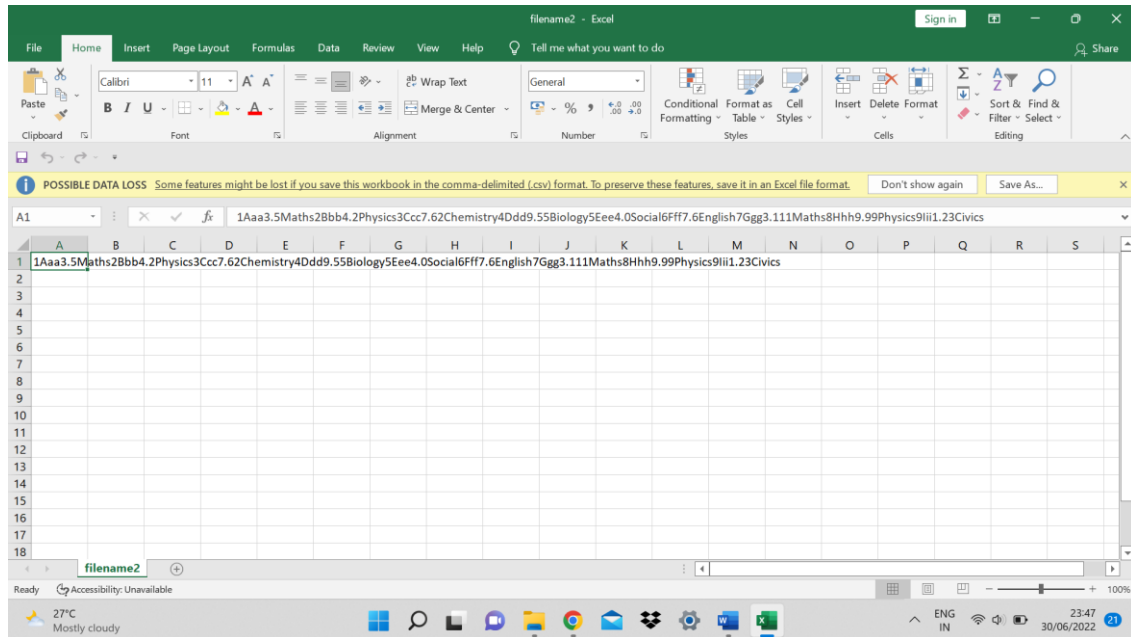 filename2 - Excel
Sign in
File Home Insert Page Layout Formulas Data Review View Help Tell me what you want to do Share
Paste
Calibri 11 A^ Aˇ
B I U A
ab Wrap Text
Merge & Center
General
% , .0 .00 .00 .0
Conditional Formatting
Format as Table
Cell Styles
Insert Delete Format
Σ
Sort & Filter
Find & Select
Clipboard Font Alignment Number Styles Cells Editing
POSSIBLE DATA LOSS Some features might be lost if you save this workbook in the comma-delimited (.csv) format. To preserve these features, save it in an Excel file format. Don't show again Save As...
A1 fx 1Aaa3.5Maths2Bbb4.2Physics3Ccc7.62Chemistry4Ddd9.55Biology5Eee4.0Social6Fff7.6English7Ggg3.111Maths8Hhh9.99Physics9Iii1.23Civics
A B C D E F G H I J K L M N O P Q R S
1 1Aaa3.5Maths2Bbb4.2Physics3Ccc7.62Chemistry4Ddd9.55Biology5Eee4.0Social6Fff7.6English7Ggg3.111Maths8Hhh9.99Physics9Iii1.23Civics
2
3
4
5
6
7
8
9
10
11
12
13
14
15
16
17
18
filename2
Ready Accessibility: Unavailable 100%
27°C
Mostly cloudy
ENG
IN
23:47
30/06/2022
21